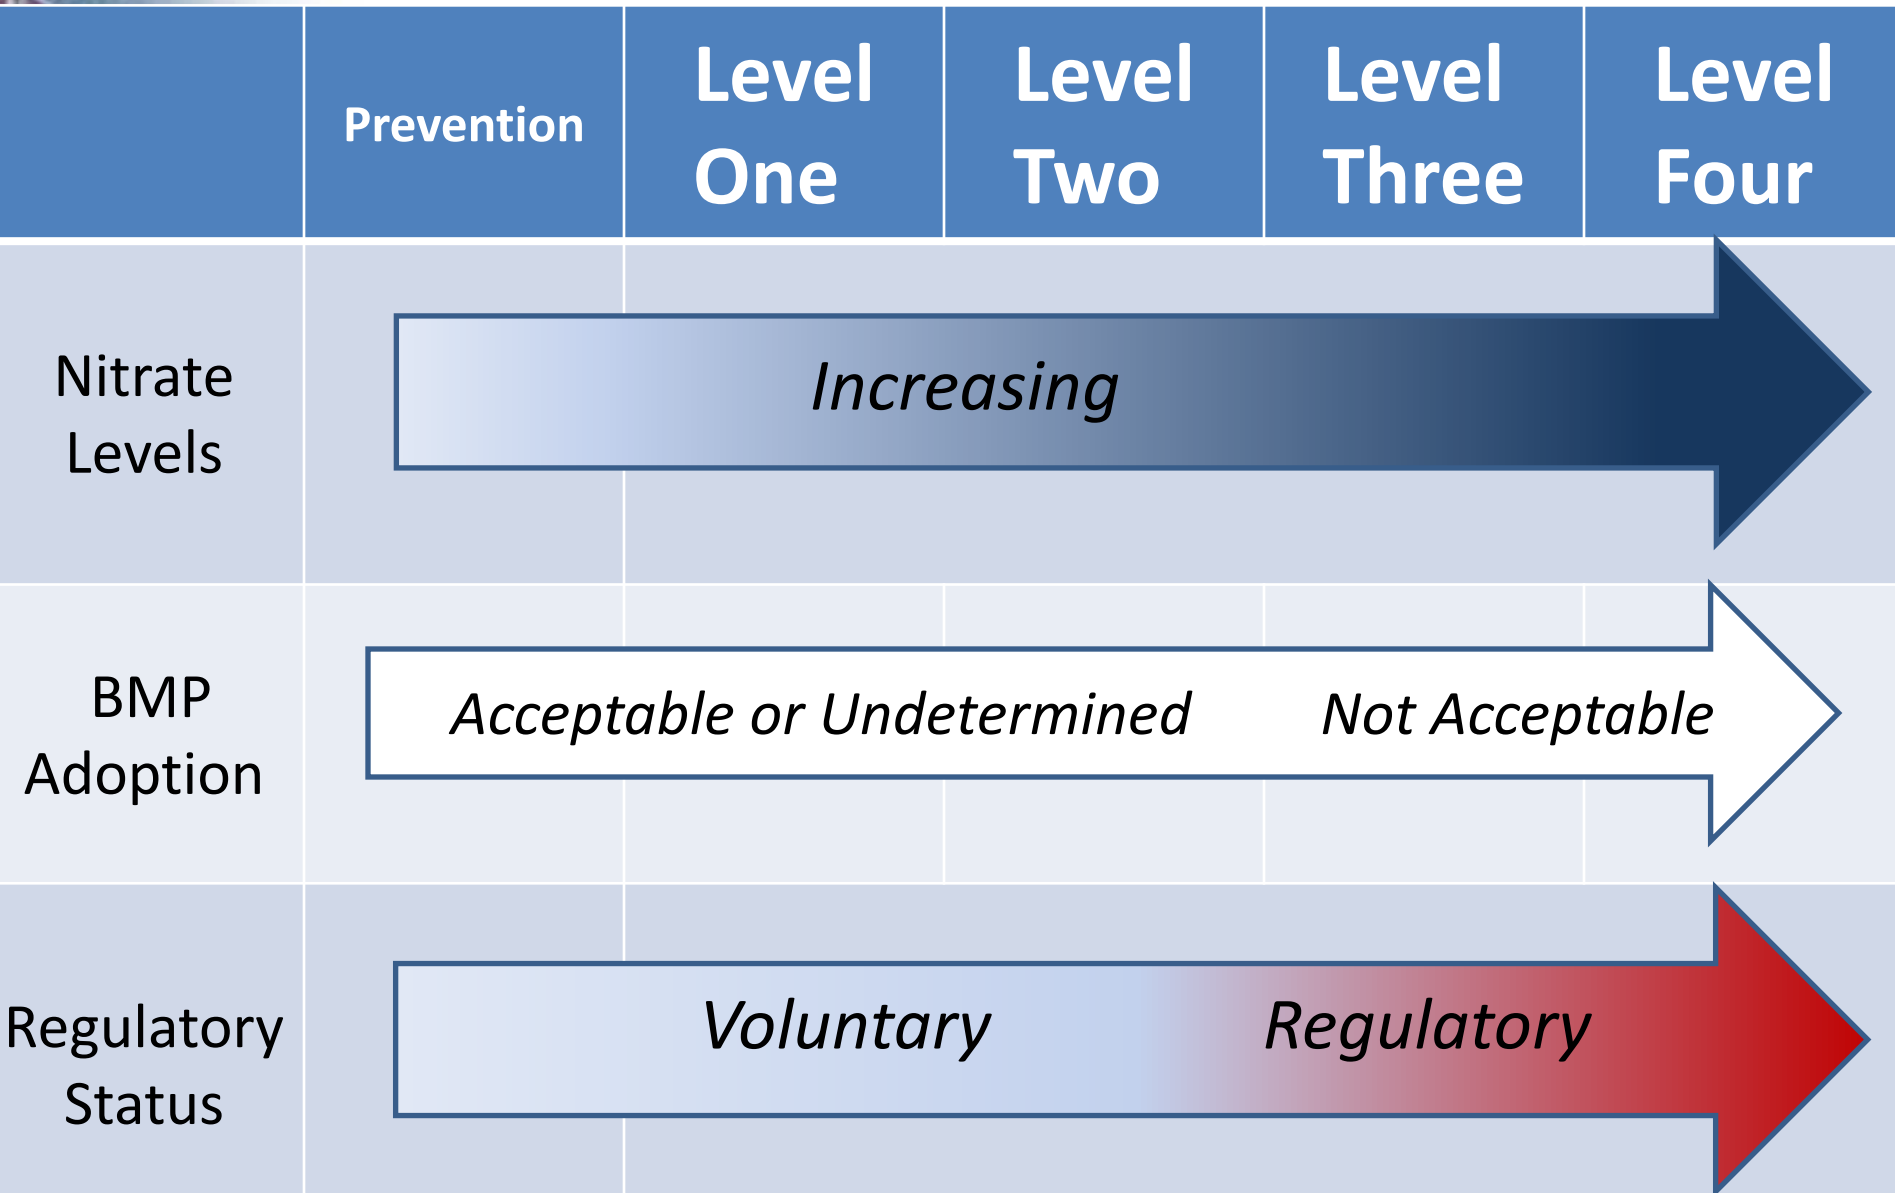 Prevention
Level
One
Level
Two
Level
Three
Level
Four
Nitrate
Levels
Increasing
BMP
Adoption
Acceptable or Undetermined
Not Acceptable
Regulatory
Status
Voluntary
Regulatory